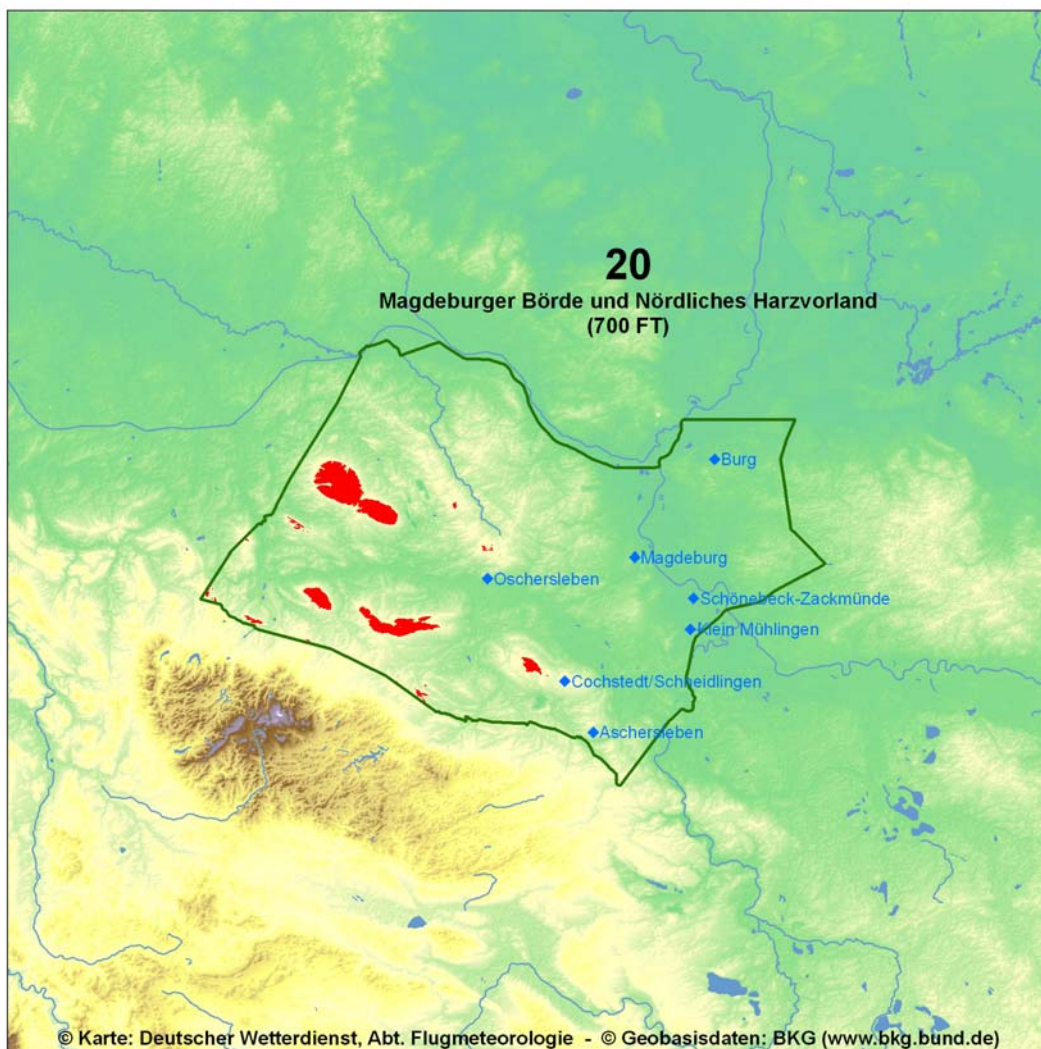 20
Magdeburger Börde und Nördliches Harzvorland
(700 FT)
Burg
Magdeburg
Oschersleben
Schönebeck-Zackmünde
Klein Mühlingen
Cochstedt/Schneidlingen
Aschersleben
© Karte: Deutscher Wetterdienst, Abt. Flugmeteorologie - © Geobasisdaten: BKG (www.bkg.bund.de)